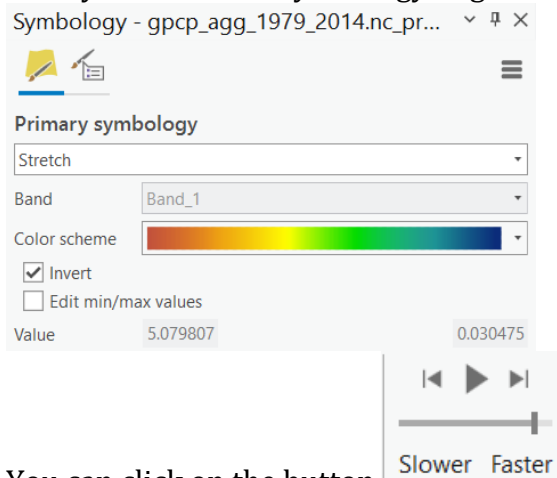 Symbology - gpcp_agg_1979_2014.nc_pr...
Primary symbology
Stretch
Band Band_1
Color scheme
Invert
Edit min/max values
Value 5.079807 0.030475
Slower Faster
You can click on the button